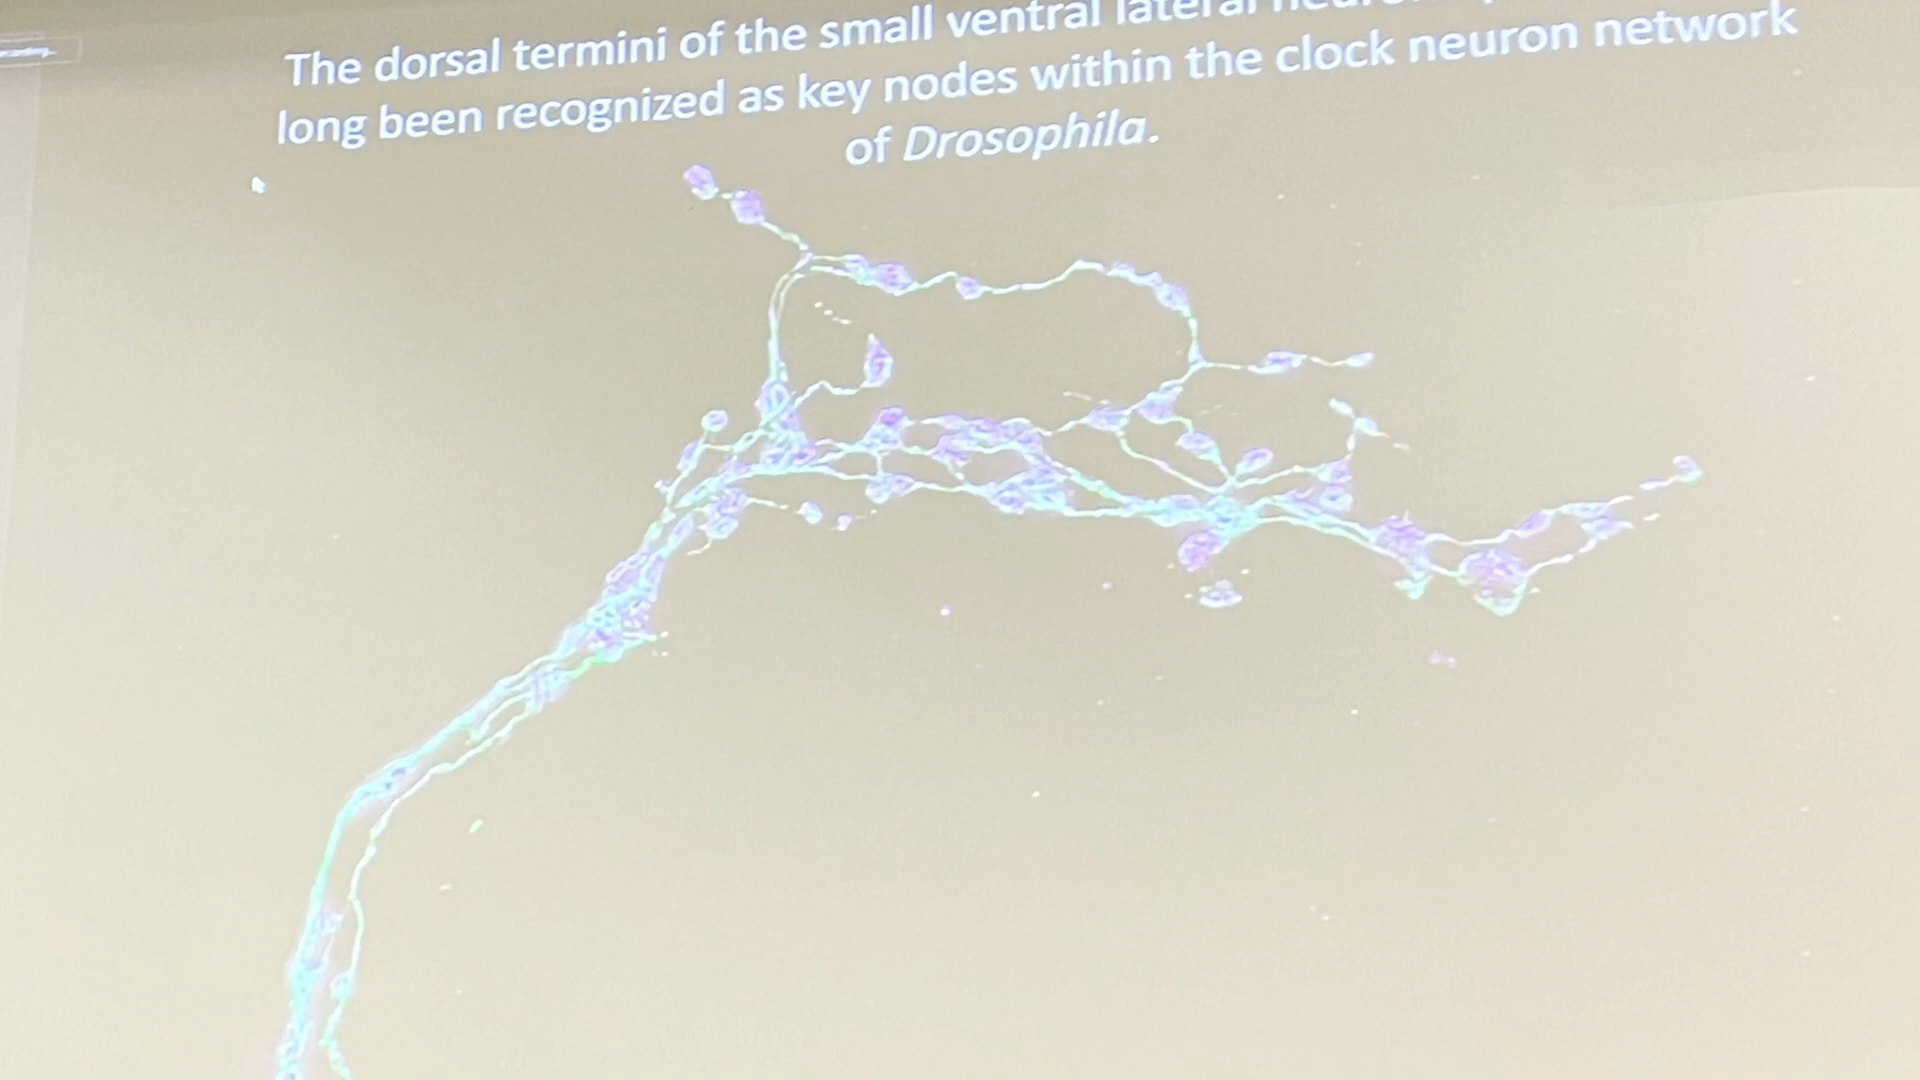 The dorsal termini of the small ventral lateral
long been recognized as key nodes within the clock neuron network
of Drosophila.